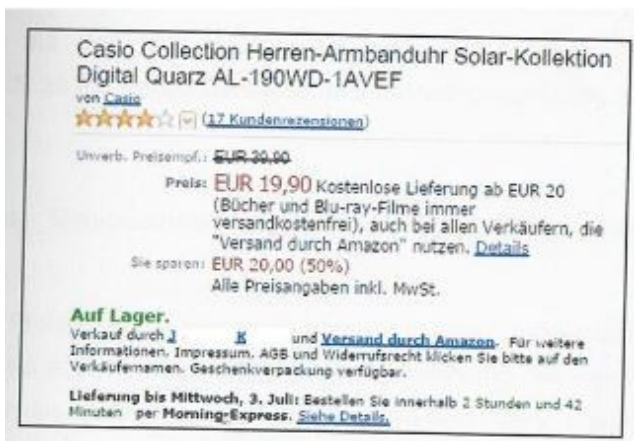 Casio Collection Herren-Armbanduhr Solar-Kollektion
Digital Quarz AL-190WD-1AVEF
von Casio
(17 Kundenrezensionen)
Unverb. Preisempf.: EUR 39,90
Preis: EUR 19,90 Kostenlose Lieferung ab EUR 20
(Bücher und Blu-ray-Filme immer
versandkostenfrei), auch bei allen Verkäufern, die
"Versand durch Amazon" nutzen. Details
Sie sparen: EUR 20,00 (50%)
Alle Preisangaben inkl. MwSt.
Auf Lager.
Verkauf durch J K und Versand durch Amazon. Für weitere
Informationen, Impressum, AGB und Widerrufsrecht klicken Sie bitte auf den
Verkäufernamen. Geschenkverpackung verfügbar.
Lieferung bis Mittwoch, 3. Juli: Bestellen Sie innerhalb 2 Stunden und 42
Minuten per Morning-Express. Siehe Details.